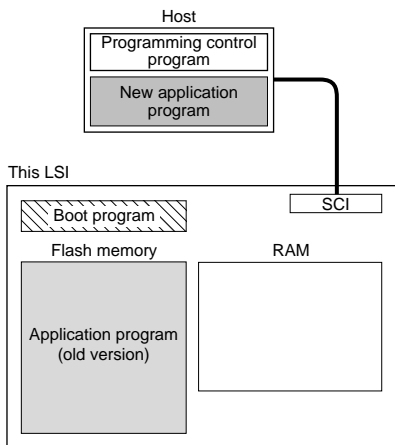 Host
Programming control
program
New application
program
This LSI
SCI
Boot program
Flash memory
RAM
Application program
(old version)